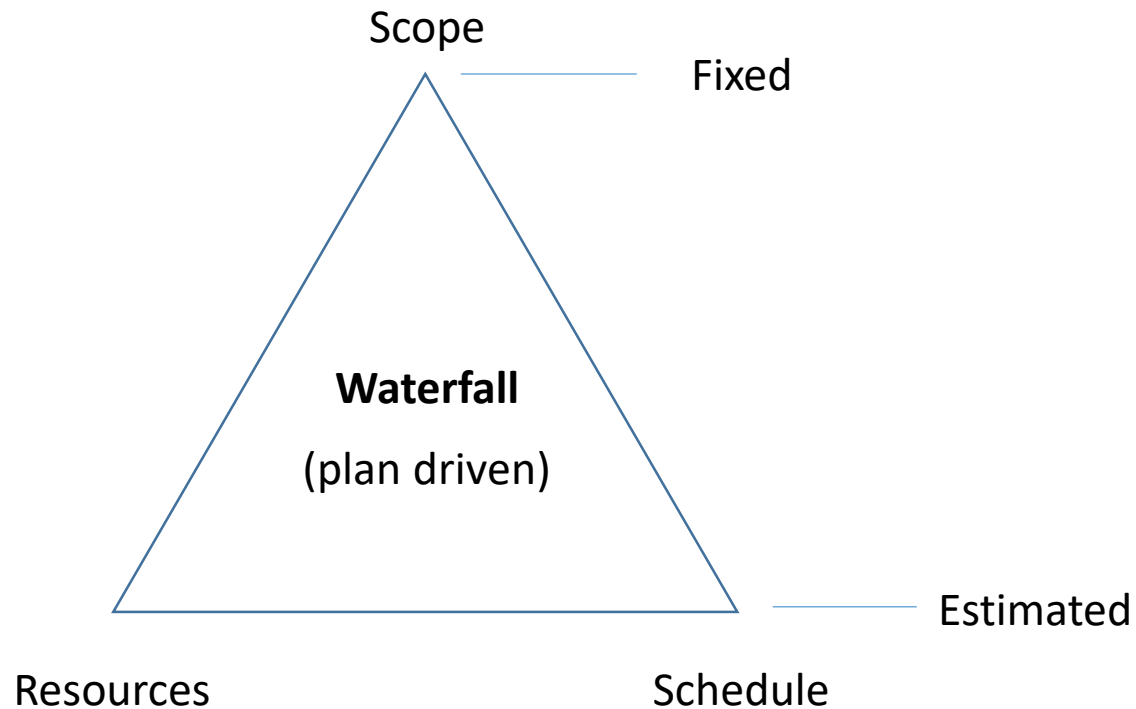 Scope
Fixed
Waterfall
(plan driven)
Estimated
Resources
Schedule